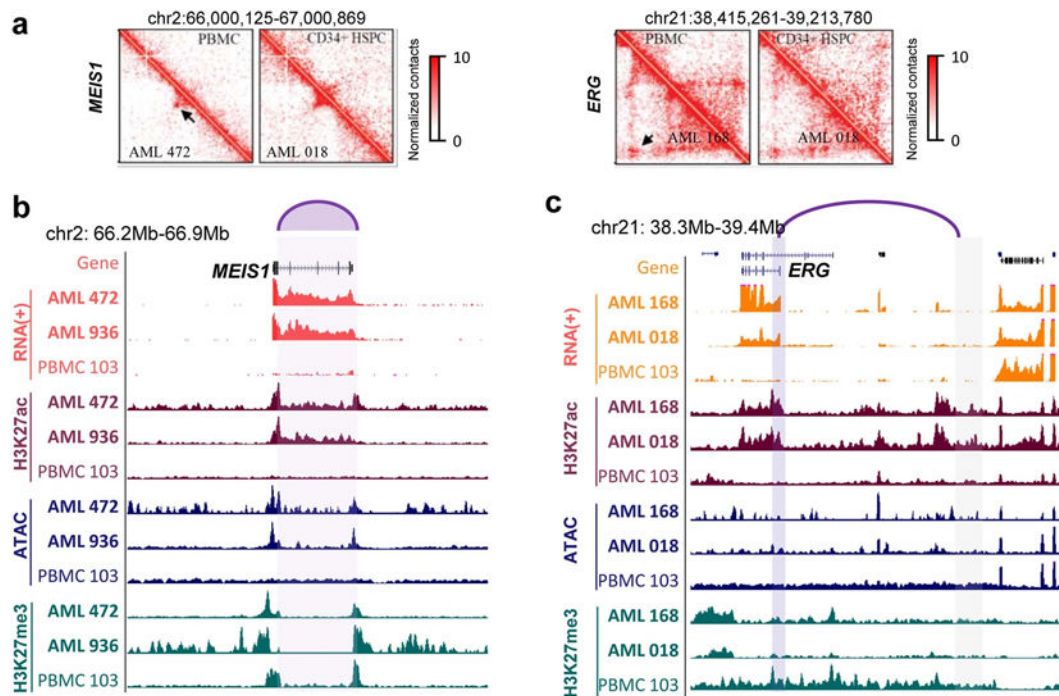 a
chr2:66,000,125-67,000,869
MEIS1
PBMC
AML 472
CD34+ HSPC
AML 018
10
0
Normalized contacts
chr21:38,415,261-39,213,780
ERG
PBMC
AML 168
CD34+ HSPC
AML 018
10
0
Normalized contacts
b
chr2: 66.2Mb-66.9Mb
Gene
MEIS1
RNA(+)
AML 472
AML 936
PBMC 103
H3K27ac
AML 472
AML 936
PBMC 103
ATAC
AML 472
AML 936
PBMC 103
H3K27me3
AML 472
AML 936
PBMC 103
c
chr21: 38.3Mb-39.4Mb
Gene
ERG
RNA(+)
AML 168
AML 018
PBMC 103
H3K27ac
AML 168
AML 018
PBMC 103
ATAC
AML 168
AML 018
PBMC 103
H3K27me3
AML 168
AML 018
PBMC 103